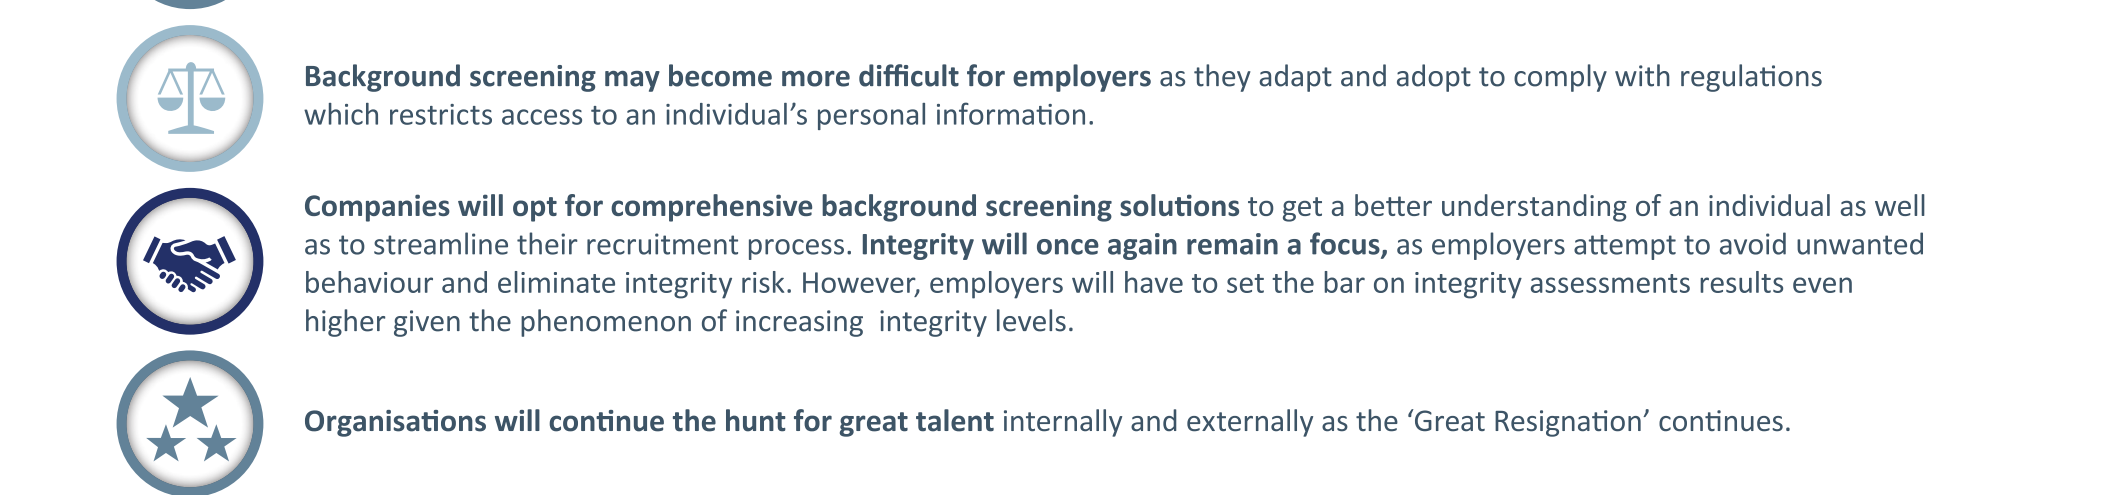 Background screening may become more difficult for employers as they adapt and adopt to comply with regulations
which restricts access to an individual’s personal information.
Companies will opt for comprehensive background screening solutions to get a better understanding of an individual as well
as to streamline their recruitment process. Integrity will once again remain a focus, as employers attempt to avoid unwanted
behaviour and eliminate integrity risk. However, employers will have to set the bar on integrity assessments results even
higher given the phenomenon of increasing  integrity levels.
Organisations will continue the hunt for great talent internally and externally as the ‘Great Resignation’ continues.